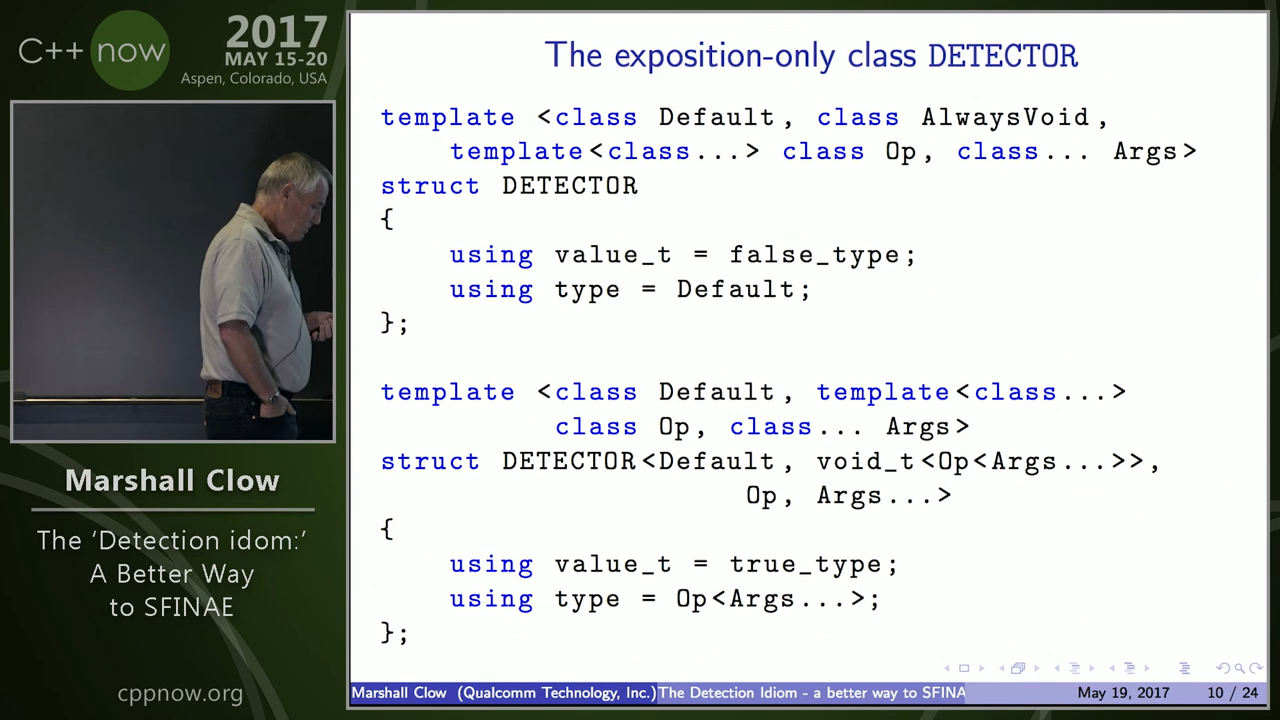 C++ now
2017
MAY 15-20
Aspen, Colorado, USA
Marshall Clow
The ‘Detection idom:’
A Better Way
to SFINAE
cppnow.org
The exposition-only class DETECTOR
template <class Default, class AlwaysVoid,
template<class...> class Op, class... Args>
struct DETECTOR
{
using value_t = false_type;
using type = Default;
};
template <class Default, template<class...>
class Op, class... Args>
struct DETECTOR<Default, void_t<Op<Args...>>,
Op, Args...>
{
using value_t = true_type;
using type = Op<Args...>;
};
Marshall Clow (Qualcomm Technology, Inc.) The Detection Idiom - a better way to SFINA May 19, 2017 10 / 24